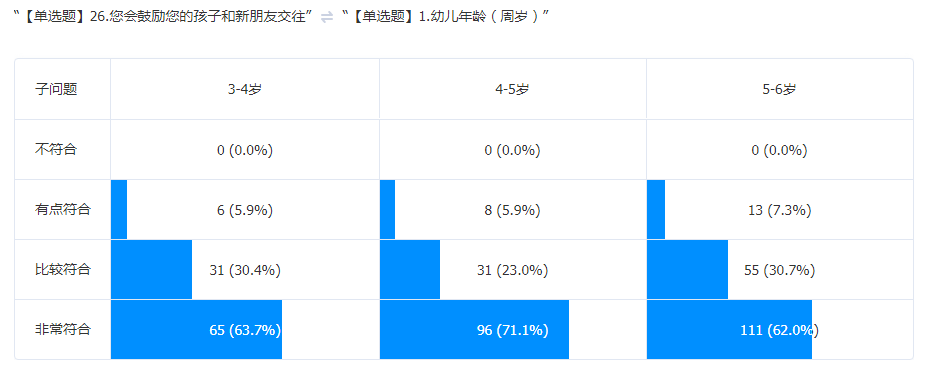 “【单选题】26.您会鼓励您的孩子和新朋友交往” ⇌ “【单选题】1.幼儿年龄（周岁）”
子问题 3-4岁 4-5岁 5-6岁
不符合 0 (0.0%) 0 (0.0%) 0 (0.0%)
有点符合 6 (5.9%) 8 (5.9%) 13 (7.3%)
比较符合 31 (30.4%) 31 (23.0%) 55 (30.7%)
非常符合 65 (63.7%) 96 (71.1%) 111 (62.0%)